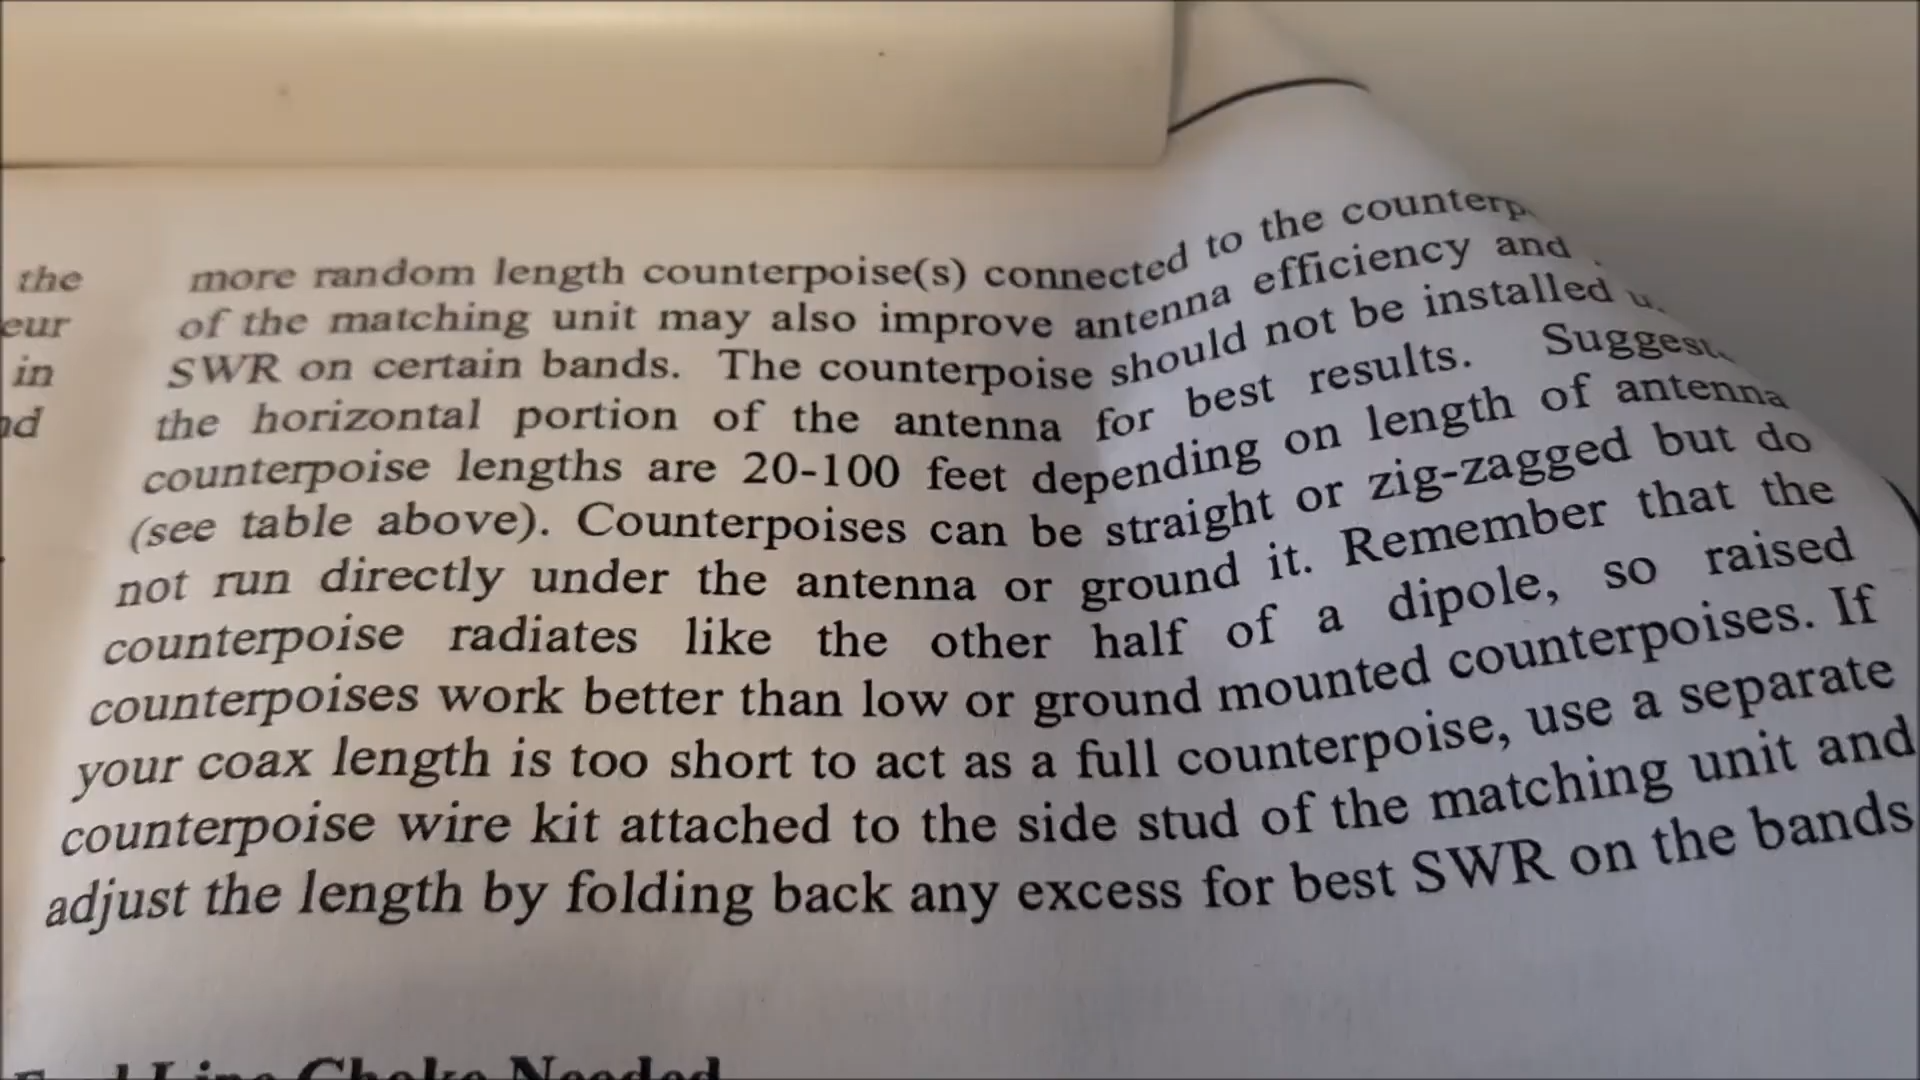 the
in
more random length counterpoise(s) connected to the
of the matching unit may also improve antenna efficiency and
SWR on certain bands. The counterpoise should not be installed
the horizontal portion of the antenna for best results.
counterpoise lengths are 20-100 feet depending on length of antenna
(see table above). Counterpoises can be straight or zig-zagged but do
not run directly under the antenna or ground it. Remember that the
counterpoise radiates like the other half of a dipole, so raised
counterpoises work better than low or ground mounted counterpoises. If
your coax length is too short to act as a full counterpoise, use a separate
counterpoise wire kit attached to the side stud of the matching unit and
adjust the length by folding back any excess for best SWR on the bands
Line Choke Needed